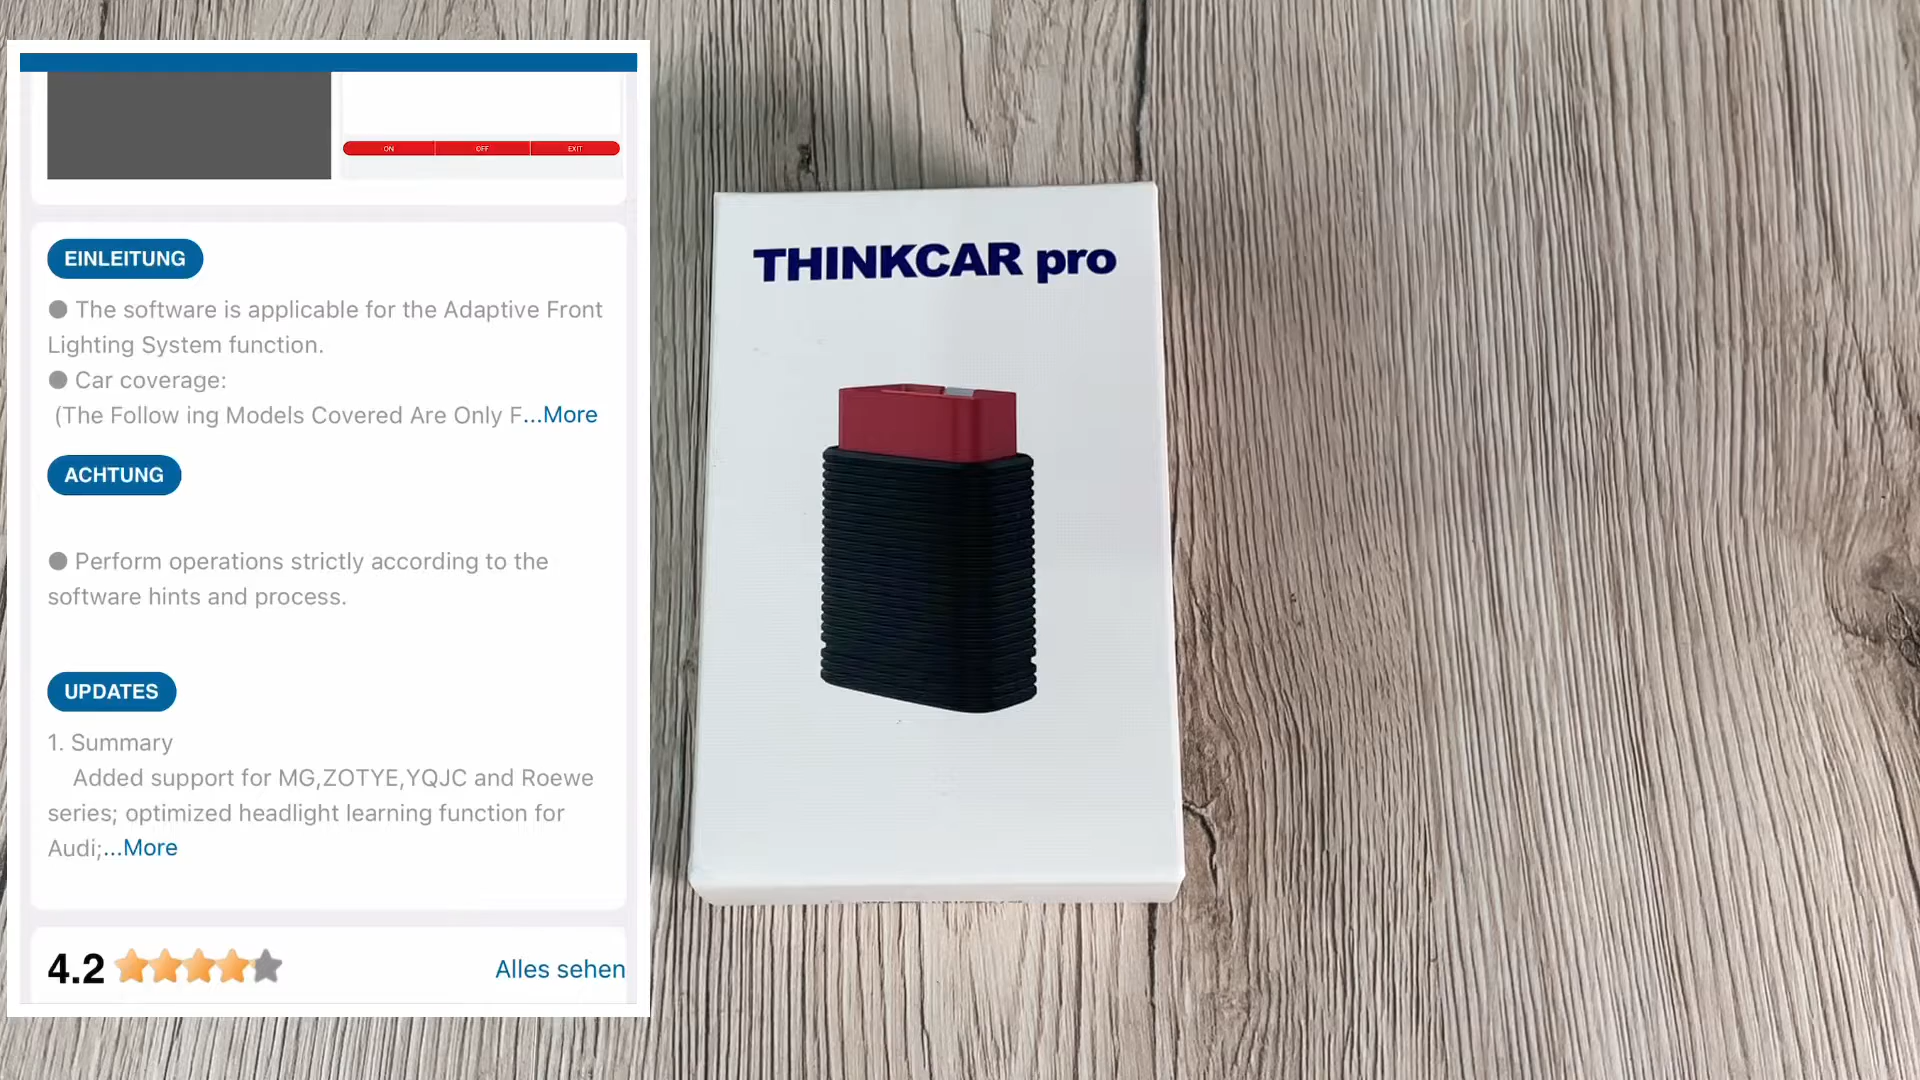 ON OFF EXIT
EINLEITUNG
● The software is applicable for the Adaptive Front
Lighting System function.
● Car coverage:
(The Follow ing Models Covered Are Only F...More
ACHTUNG
● Perform operations strictly according to the
software hints and process.
UPDATES
1. Summary
Added support for MG,ZOTYE,YQJC and Roewe
series; optimized headlight learning function for
Audi;...More
4.2
Alles sehen
THINKCAR pro